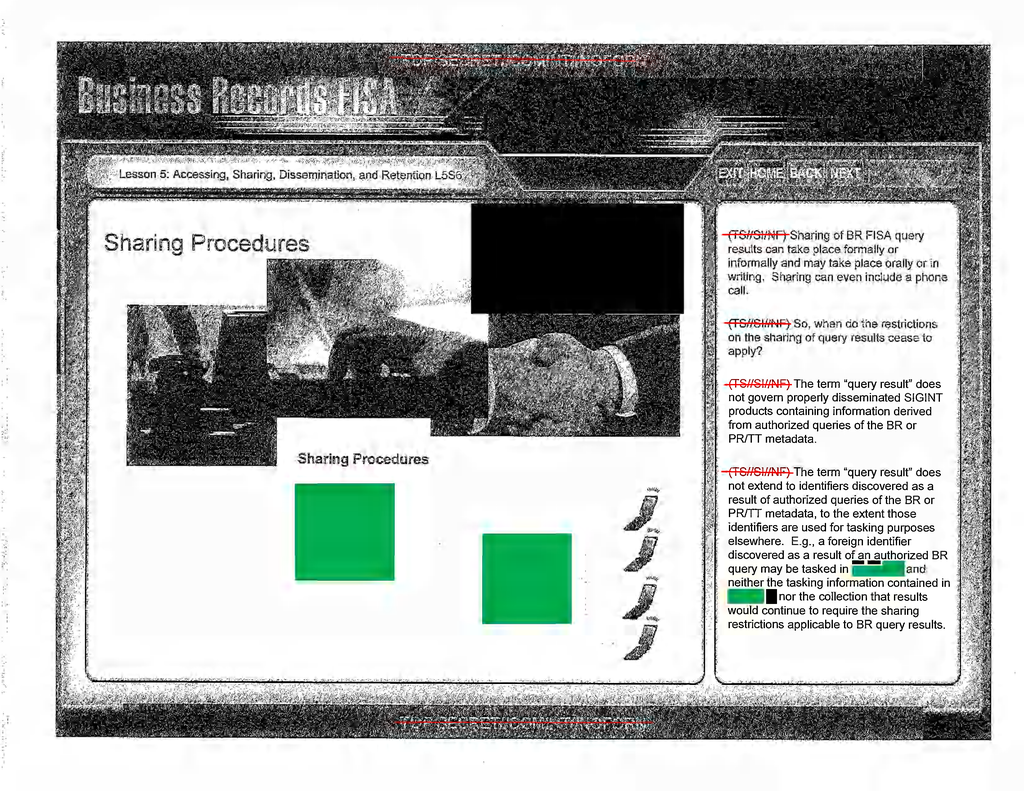 Business Records FISA
Lesson 5: Accessing, Sharing, Dissemination, and Retention L5S6
EXIT HOME BACK NEXT
Sharing Procedures
Sharing Procedures
(TS//SI//NF) Sharing of BR FISA query
results can take place formally or
informally and may take place orally or in
writing. Sharing can even include a phone
call.
(TS//SI//NF) So, when do the restrictions
on the sharing of query results cease to
apply?
(TS//SI//NF) The term “query result” does
not govern properly disseminated SIGINT
products containing information derived
from authorized queries of the BR or
PR/TT metadata.
(TS//SI//NF) The term “query result” does
not extend to identifiers discovered as a
result of authorized queries of the BR or
PR/TT metadata, to the extent those
identifiers are used for tasking purposes
elsewhere. E.g., a foreign identifier
discovered as a result of an authorized BR
query may be tasked in and
neither the tasking information contained in
nor the collection that results
would continue to require the sharing
restrictions applicable to BR query results.